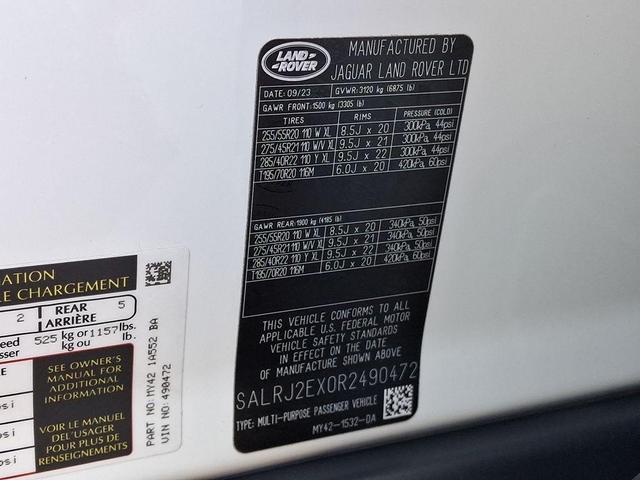 LAND ROVER
MANUFACTURED BY
JAGUAR LAND ROVER LTD
DATE: 09/23 GVWR: 3120 kg (6875 lb)
GAWR FRONT: 1500 kg (3305 lb)
TIRES RIMS PRESSURE (COLD)
255/55R20 110 W XL 8.5J x 20 300kPa, 44psi
275/45R21 110 W/V XL 9.5J x 21 300kPa, 44psi
285/40R22 110 Y XL 9.5J x 22 300kPa, 44psi
T195/70R20 116M 6.0J x 20 420kPa, 60psi
GAWR REAR: 1900 kg (4185 lb)
255/55R20 110 W XL 8.5J x 20 340kPa, 50psi
275/45R21 110 W/V XL 9.5J x 21 340kPa, 50psi
285/40R22 110 Y XL 9.5J x 22 340kPa, 50psi
T195/70R20 116M 6.0J x 20 420kPa, 60psi
THIS VEHICLE CONFORMS TO ALL
APPLICABLE U.S. FEDERAL MOTOR
VEHICLE SAFETY STANDARDS
IN EFFECT ON THE DATE
OF MANUFACTURE SHOWN ABOVE
SALRJ2EX0R2490472
TYPE: MULTI-PURPOSE PASSENGER VEHICLE
MY42-1532-DA
ATION
E CHARGEMENT
2 REAR 5
ARRIÈRE
eed 525 kg or 1157 lbs.
sser kg ou lb.
SEE OWNER'S
MANUAL FOR
ADDITIONAL
INFORMATION
VOIR LE MANUEL
DEL'USAGER
POUR PLUS DE
RENSEIGNEMENTS
si
si
psi
PART NO: MY42 1A552 BA
VIN NO: 490472